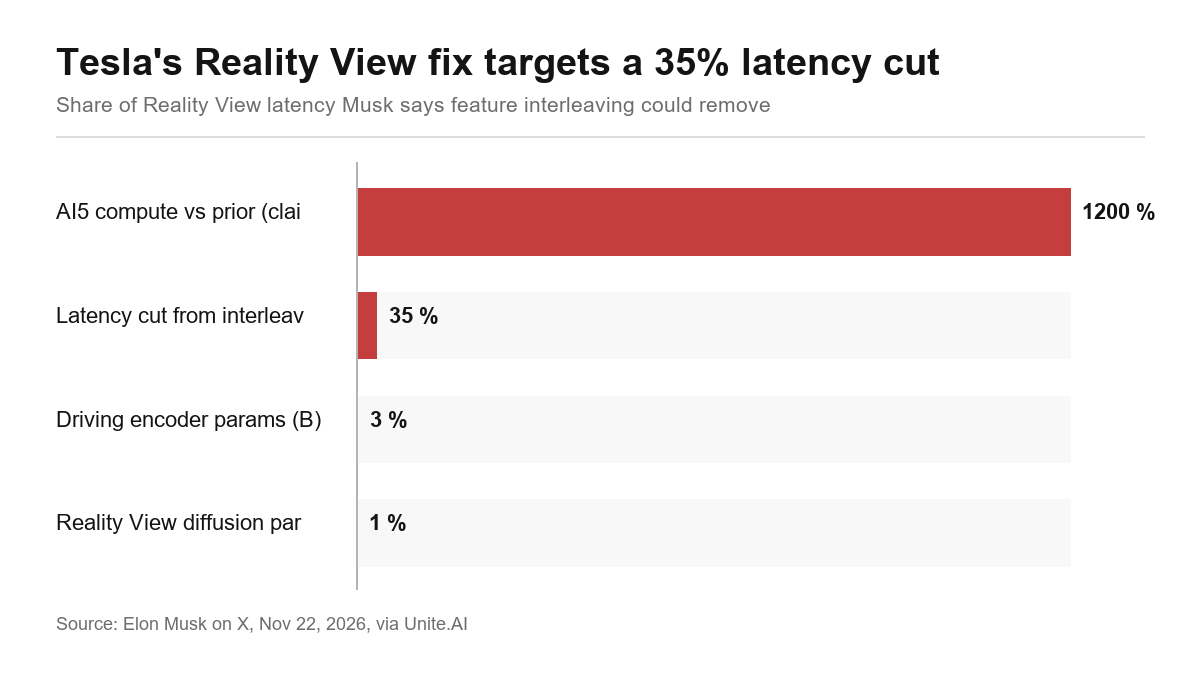 Tesla's Reality View fix targets a 35% latency cut
Share of Reality View latency Musk says feature interleaving could remove
AI5 compute vs prior (clai
1200 %
Latency cut from interleav
35 %
Driving encoder params (B)
3 %
Reality View diffusion par
1 %
Source: Elon Musk on X, Nov 22, 2026, via Unite.AI